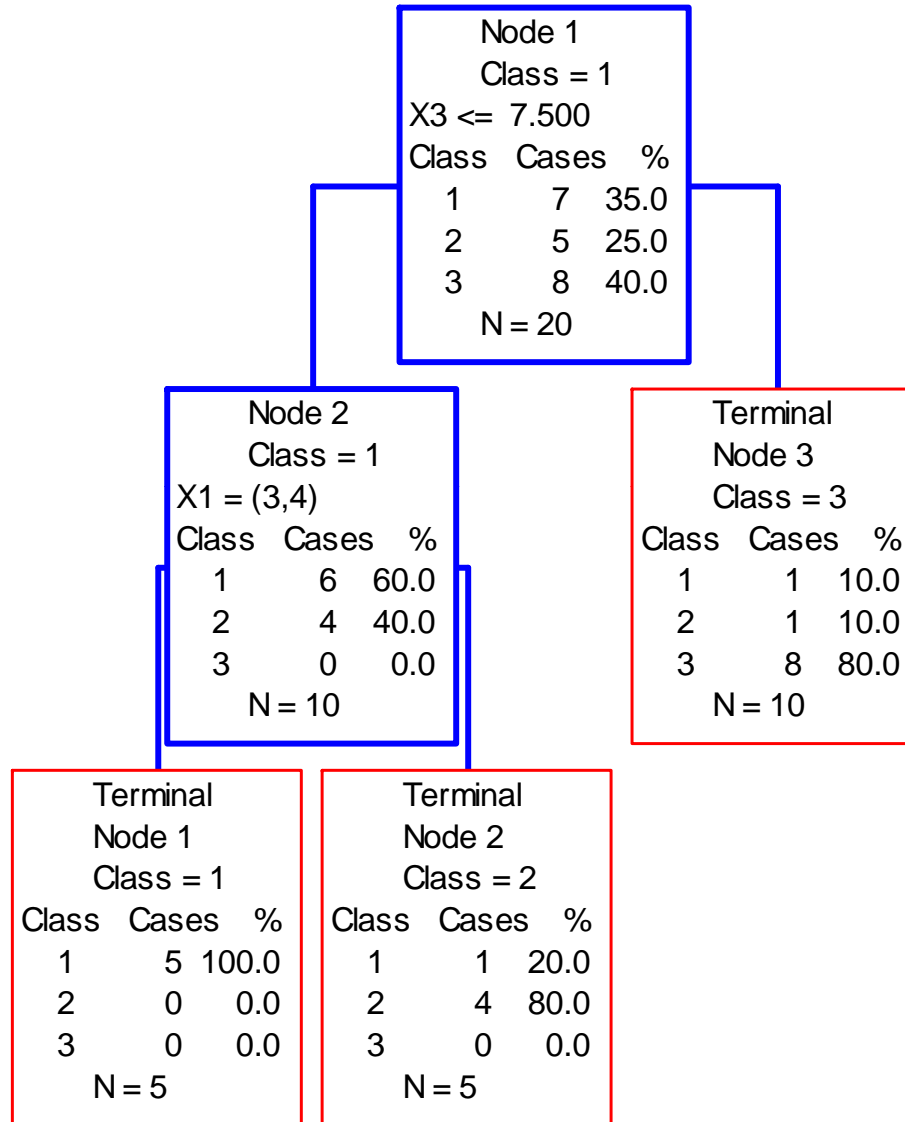 Node 1
Class = 1
X3 <= 7.500
Class Cases %
1 7 35.0
2 5 25.0
3 8 40.0
N = 20
Node 2
Class = 1
X1 = (3,4)
Class Cases %
1 6 60.0
2 4 40.0
3 0 0.0
N = 10
Terminal
Node 3
Class = 3
Class Cases %
1 1 10.0
2 1 10.0
3 8 80.0
N = 10
Terminal
Node 1
Class = 1
Class Cases %
1 5 100.0
2 0 0.0
3 0 0.0
N = 5
Terminal
Node 2
Class = 2
Class Cases %
1 1 20.0
2 4 80.0
3 0 0.0
N = 5